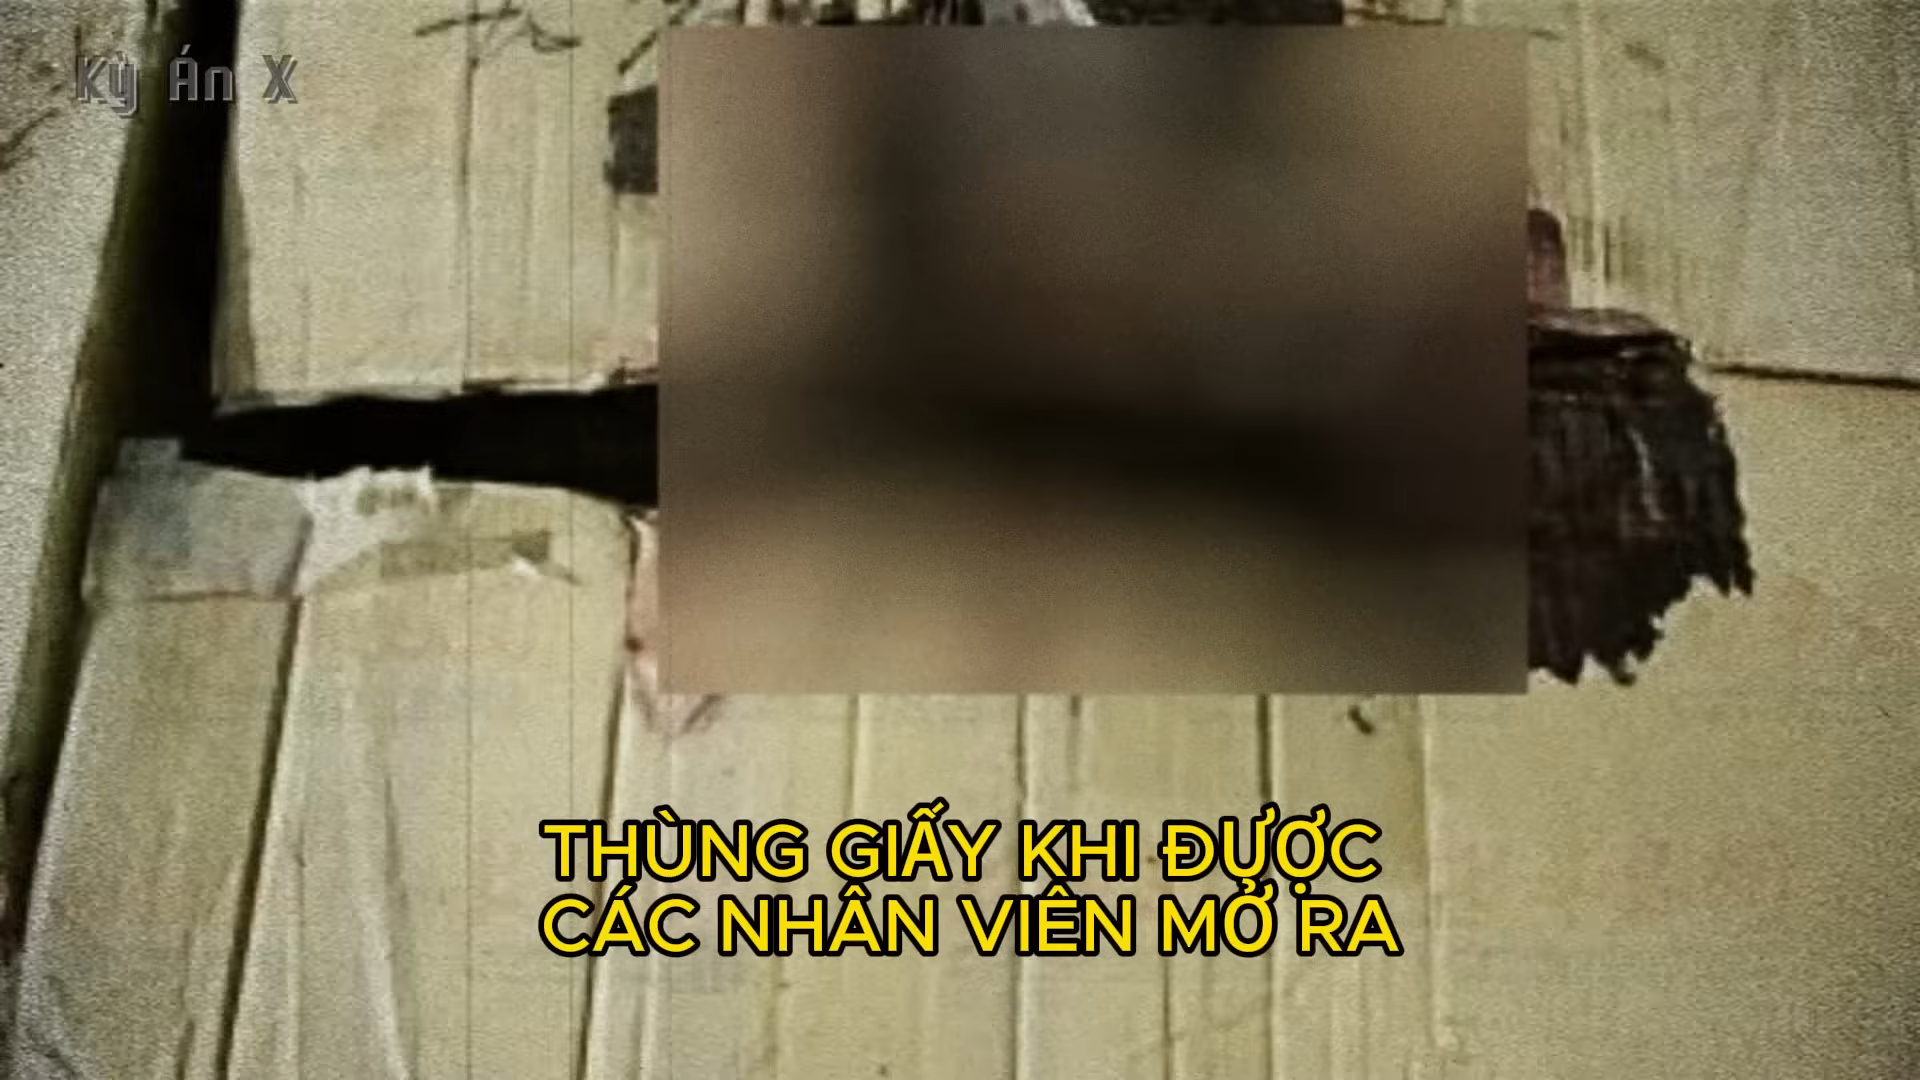 Kỳ Án X
THÙNG GIẤY KHI ĐƯỢC
CÁC NHÂN VIÊN MỞ RA